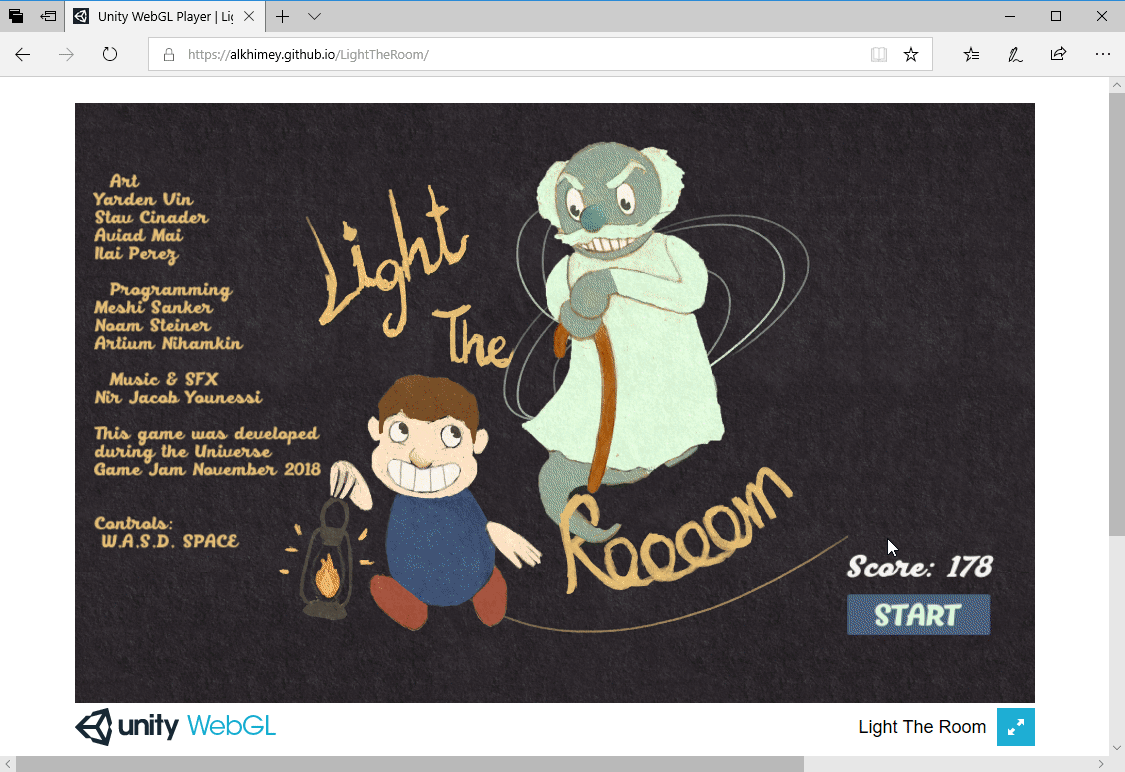 Unity WebGL Player | Lig
https://alkhimey.github.io/LightTheRoom/
Art
Yarden Vin
Stav Cinader
Aviad Mai
Ilai Perez
Programming
Meshi Sanker
Noam Steiner
Artium Nihamkin
Music & SFX
Nir Jacob Younessi
This game was developed
during the Universe
Game Jam November 2018
Controls:
W.A.S.D. SPACE
Light
The
Roooom
Score: 178
START
unity WebGL
Light The Room